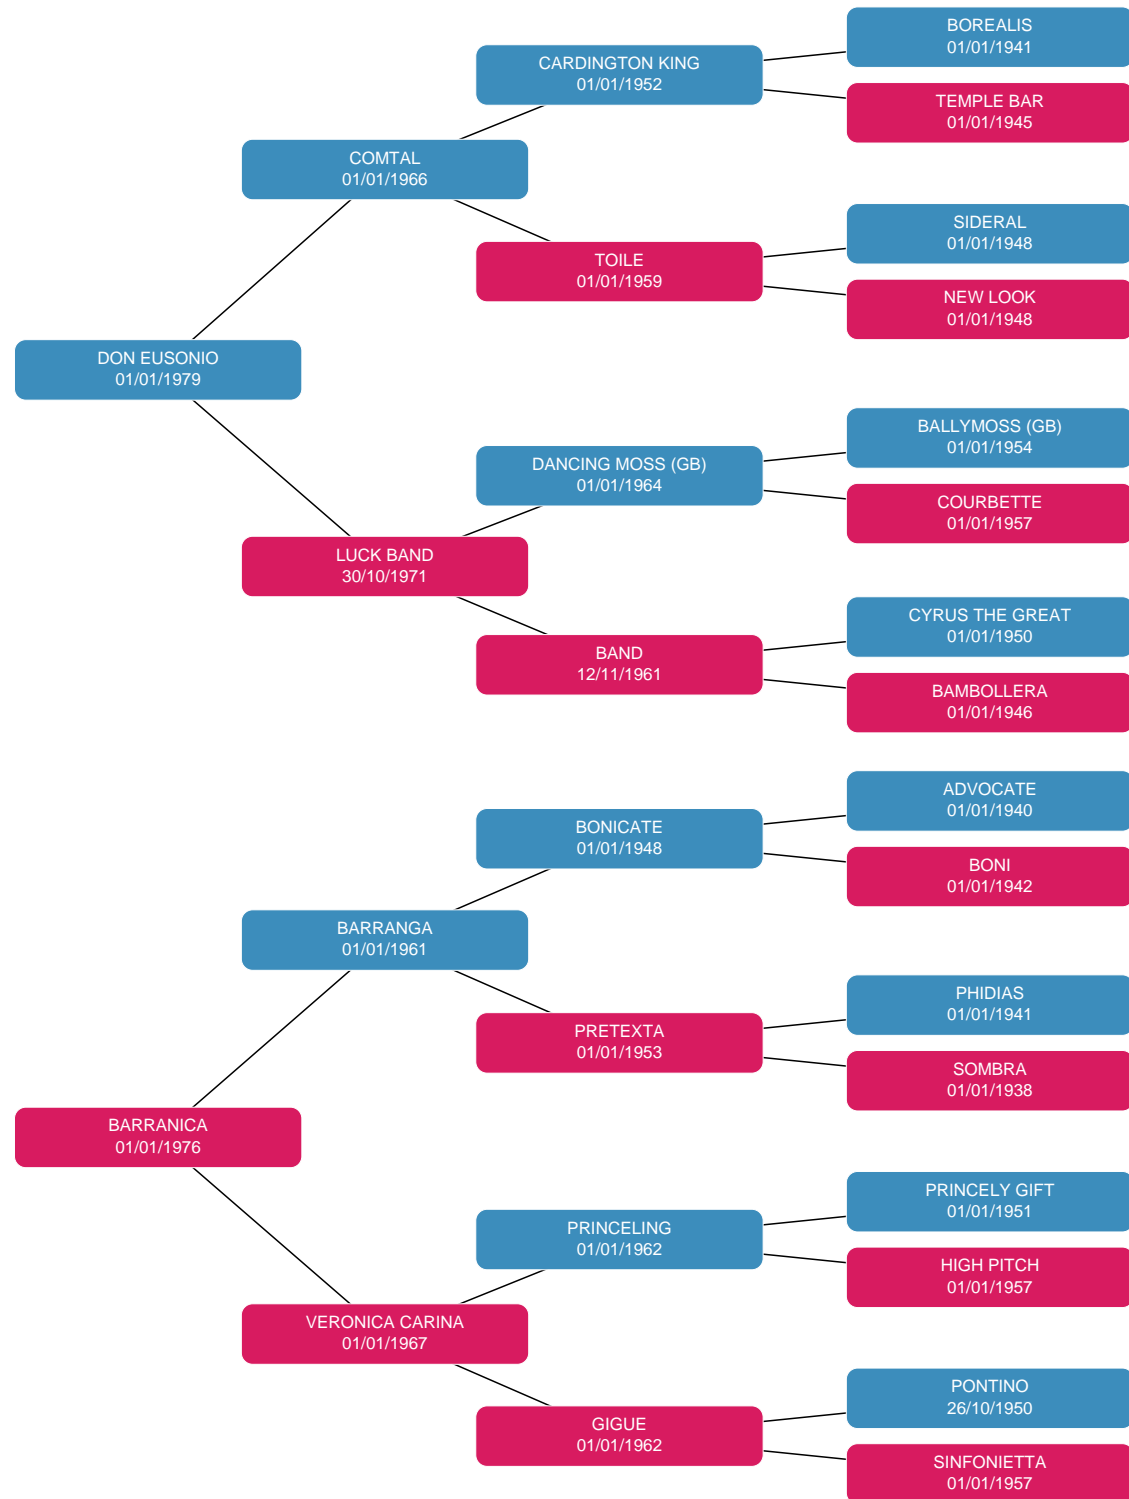 BOREALIS
01/01/1941
CARDINGTON KING
01/01/1952
TEMPLE BAR
01/01/1945
COMTAL
01/01/1966
SIDERAL
01/01/1948
TOILE
01/01/1959
NEW LOOK
01/01/1948
DON EUSONIO
01/01/1979
BALLYMOSS (GB)
01/01/1954
DANCING MOSS (GB)
01/01/1964
COURBETTE
01/01/1957
LUCK BAND
30/10/1971
CYRUS THE GREAT
01/01/1950
BAND
12/11/1961
BAMBOLLERA
01/01/1946
ADVOCATE
01/01/1940
BONICATE
01/01/1948
BONI
01/01/1942
BARRANGA
01/01/1961
PHIDIAS
01/01/1941
PRETEXTA
01/01/1953
SOMBRA
01/01/1938
BARRANICA
01/01/1976
PRINCELY GIFT
01/01/1951
PRINCELING
01/01/1962
HIGH PITCH
01/01/1957
VERONICA CARINA
01/01/1967
PONTINO
26/10/1950
GIGUE
01/01/1962
SINFONIETTA
01/01/1957